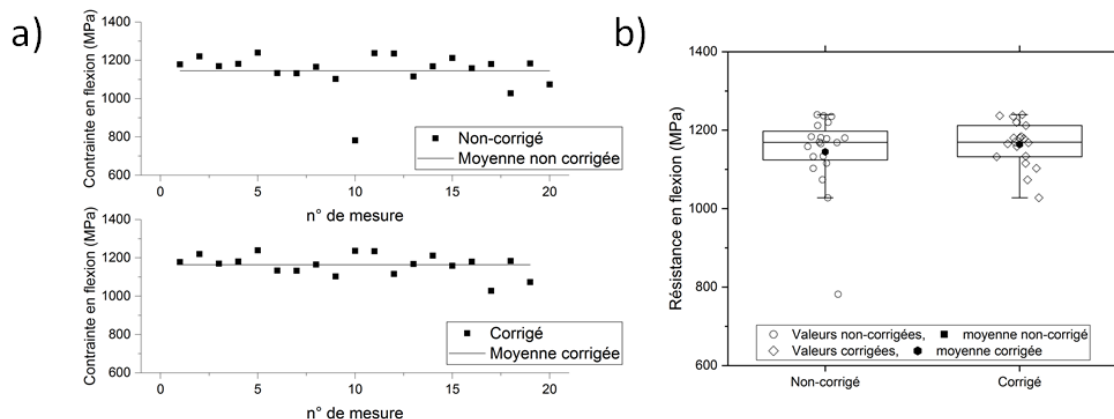 a)
Contrainte en flexion (MPa)
1400
1200
1000
800
600
Non-corrigé
Moyenne non corrigée
0 5 10 15 20
n° de mesure
Contrainte en flexion (MPa)
1400
1200
1000
800
600
Corrigé
Moyenne corrigée
0 5 10 15 20
n° de mesure
b)
Résistance en flexion (MPa)
1400
1200
1000
800
600
Valeurs non-corrigées, moyenne non-corrigé
Valeurs corrigées, moyenne corrigée
Non-corrigé Corrigé